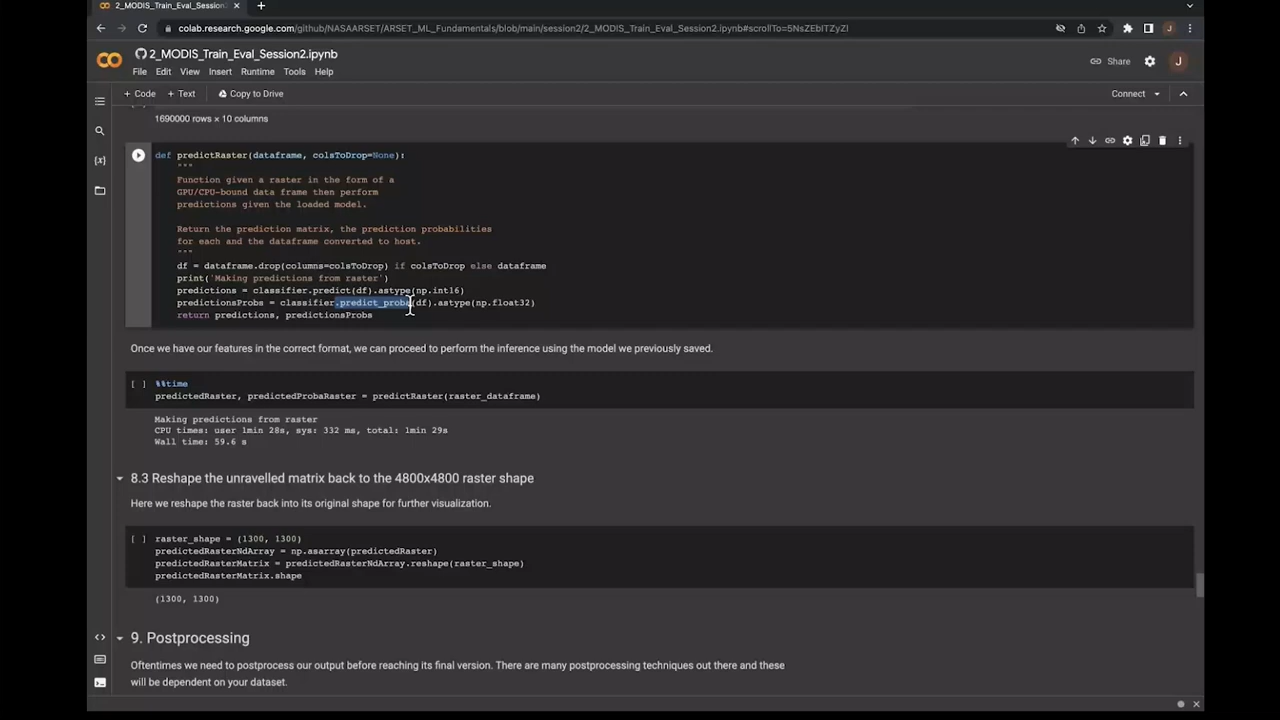 2_MODIS_Train_Eval_Session2.ip
colab.research.google.com/github/NASAARSET/ARSET_ML_Fundamentals/blob/main/session2/2_MODIS_Train_Eval_Session2.ipynb#scrollTo=5NsZEbITZyZl
J
2_MODIS_Train_Eval_Session2.ipynb
Share
J
File Edit View Insert Runtime Tools Help
+ Code + Text Copy to Drive
Connect
1690000 rows × 10 columns
def predictRaster(dataframe, colsToDrop=None):
"""
Function given a raster in the form of a
GPU/CPU-bound data frame then perform
predictions given the loaded model.
Return the prediction matrix, the prediction probabilities
for each and the dataframe converted to host.
"""
df = dataframe.drop(columns=colsToDrop) if colsToDrop else dataframe
print('Making predictions from raster')
predictions = classifier.predict(df).astype(np.int16)
predictionsProbs = classifier.predict_proba(df).astype(np.float32)
return predictions, predictionsProbs
Once we have our features in the correct format, we can proceed to perform the inference using the model we previously saved.
[ ] %%time
predictedRaster, predictedProbaRaster = predictRaster(raster_dataframe)
Making predictions from raster
CPU times: user 1min 28s, sys: 332 ms, total: 1min 29s
Wall time: 59.6 s
8.3 Reshape the unravelled matrix back to the 4800x4800 raster shape
Here we reshape the raster back into its original shape for further visualization.
[ ] raster_shape = (1300, 1300)
predictedRasterNdArray = np.asarray(predictedRaster)
predictedRasterMatrix = predictedRasterNdArray.reshape(raster_shape)
predictedRasterMatrix.shape
(1300, 1300)
9. Postprocessing
Oftentimes we need to postprocess our output before reaching its final version. There are many postprocessing techniques out there and these
will be dependent on your dataset.